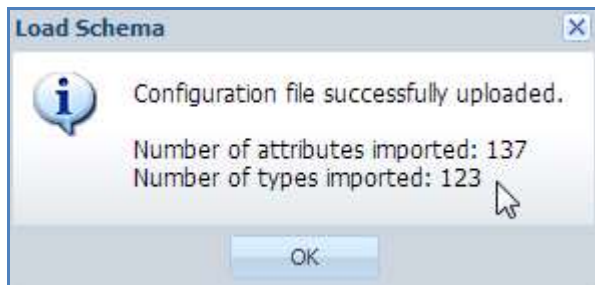 Load Schema
Configuration file successfully uploaded.
Number of attributes imported: 137
Number of types imported: 123
OK